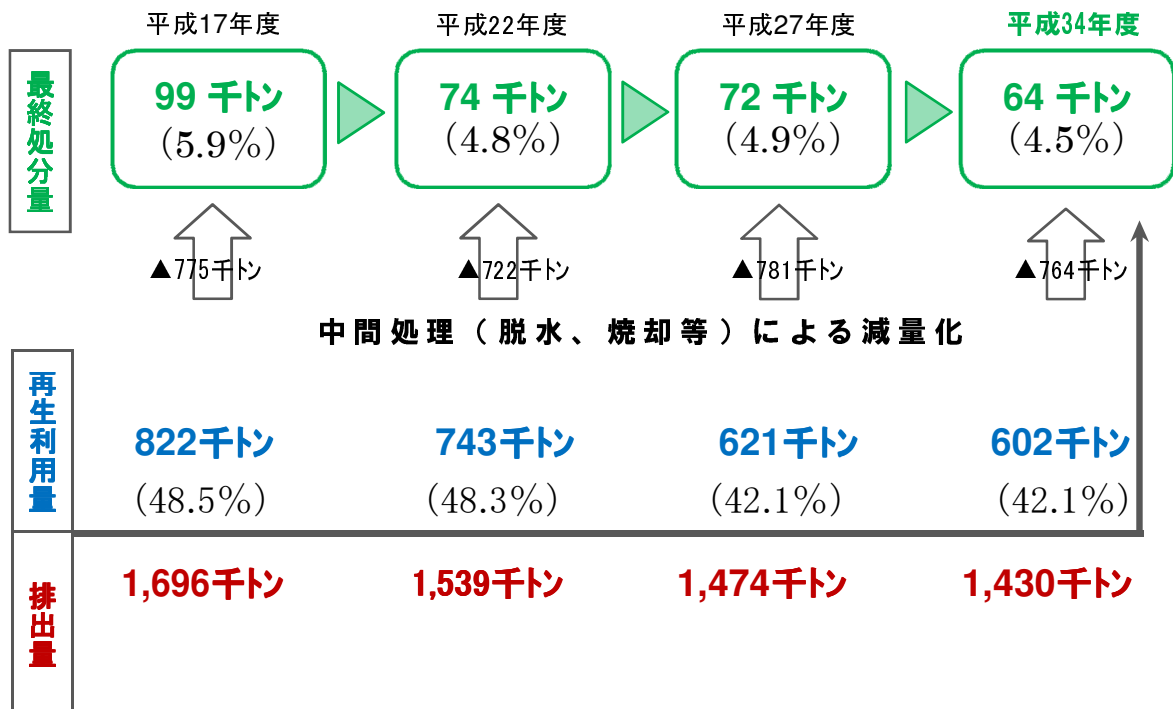 平成17年度 平成22年度 平成27年度 平成34年度
最終処分量
99 千トン 74 千トン 72 千トン 64 千トン
(5.9%) (4.8%) (4.9%) (4.5%)
▲775千トン ▲722千トン ▲781千トン ▲764千トン
中間処理（脱水、焼却等）による減量化
再生利用量
822千トン 743千トン 621千トン 602千トン
(48.5%) (48.3%) (42.1%) (42.1%)
排出量
1,696千トン 1,539千トン 1,474千トン 1,430千トン